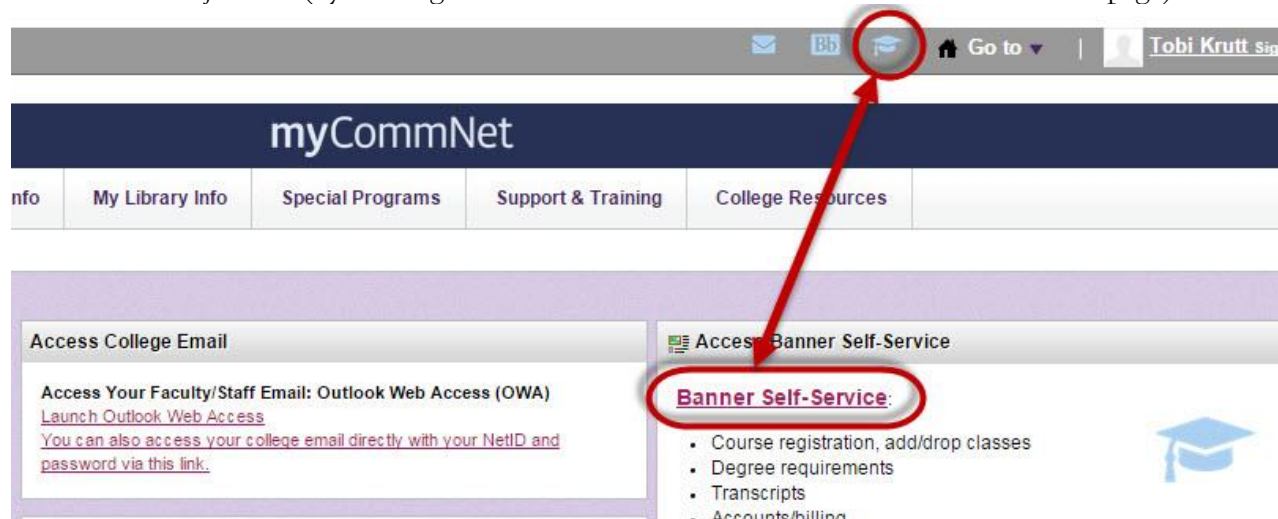 Bb Go to | Tobi Krutt
myCommNet
My Library Info Special Programs Support & Training College Resources
Access College Email
Access Your Faculty/Staff Email: Outlook Web Access (OWA)
Launch Outlook Web Access
You can also access your college email directly with your NetID and
password via this link.
Access Banner Self-Service
Banner Self-Service:
• Course registration, add/drop classes
• Degree requirements
• Transcripts
• Accounts/billing